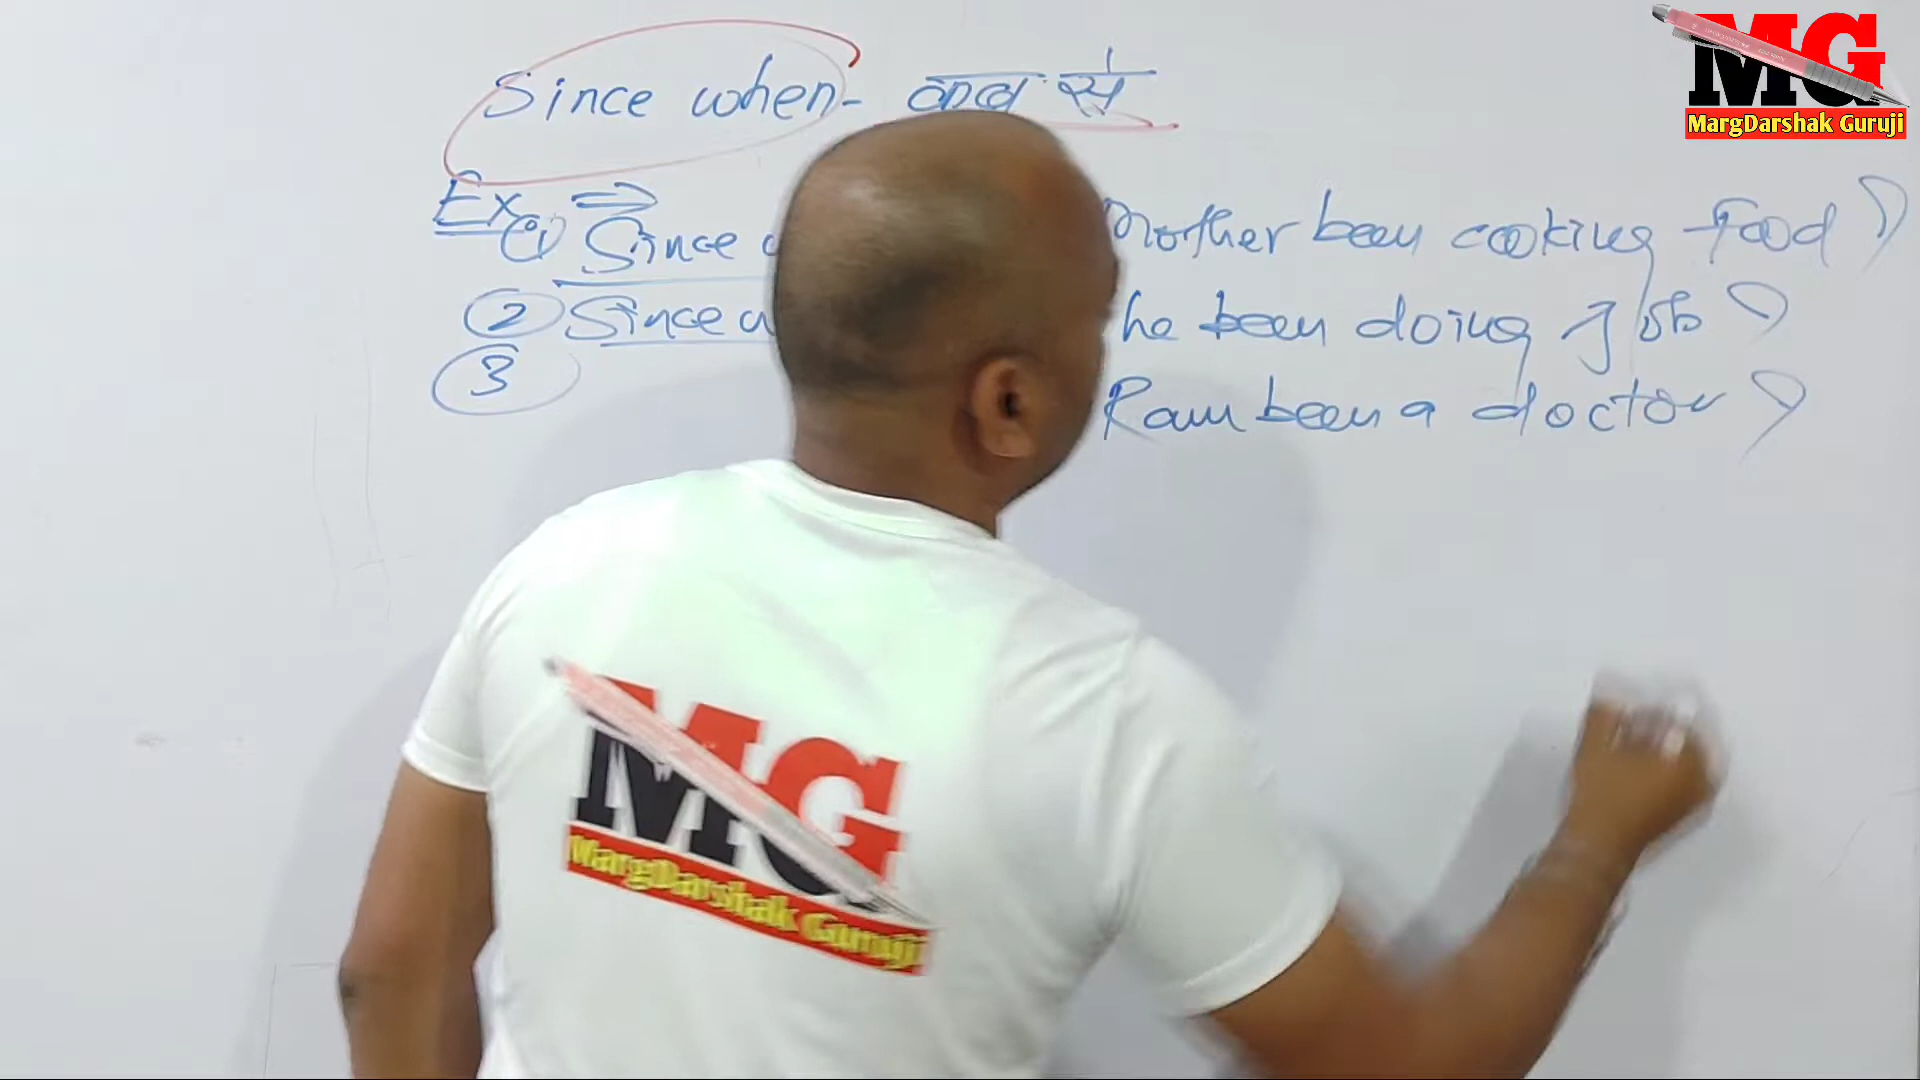 Since when - कब से
Ex ⇒
(1) Since mother been cooking food ?
(2) Since w he been doing job ?
(3) Ram been a doctor ?
MG
MargDarshak Guruji
MG
MargDarshak Guruji